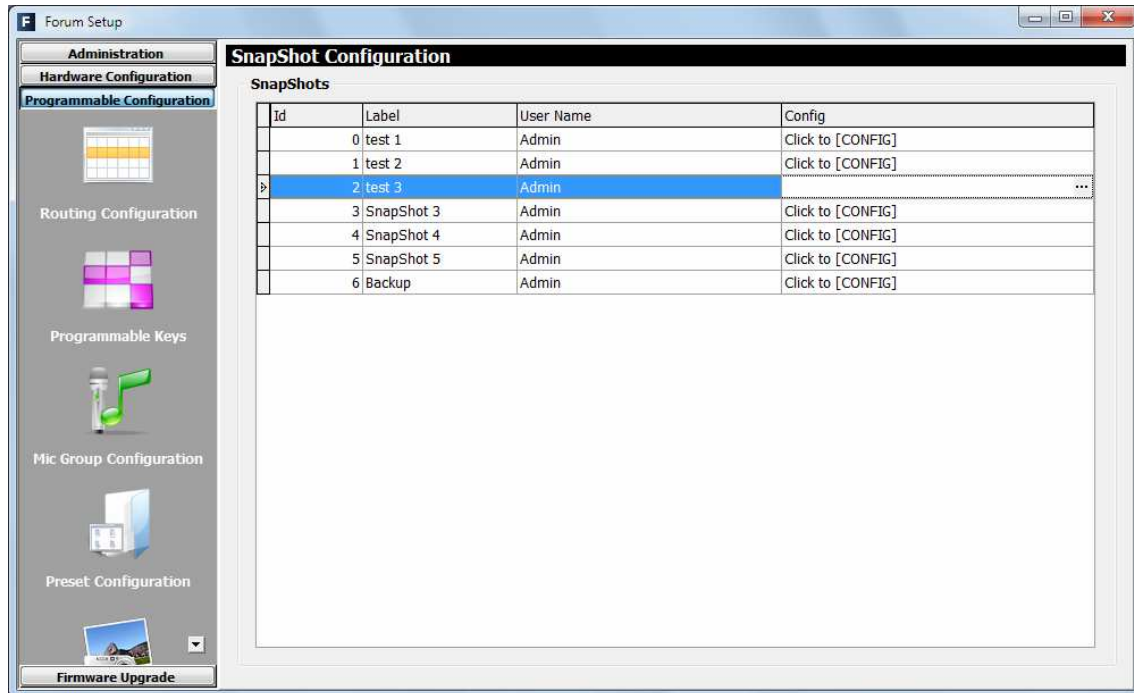 F Forum Setup
Administration
Hardware Configuration
Programmable Configuration
Routing Configuration
Programmable Keys
Mic Group Configuration
Preset Configuration
Firmware Upgrade
SnapShot Configuration
SnapShots
Id Label User Name Config
0 test 1 Admin Click to [CONFIG]
1 test 2 Admin Click to [CONFIG]
2 test 3 Admin ...
3 SnapShot 3 Admin Click to [CONFIG]
4 SnapShot 4 Admin Click to [CONFIG]
5 SnapShot 5 Admin Click to [CONFIG]
6 Backup Admin Click to [CONFIG]